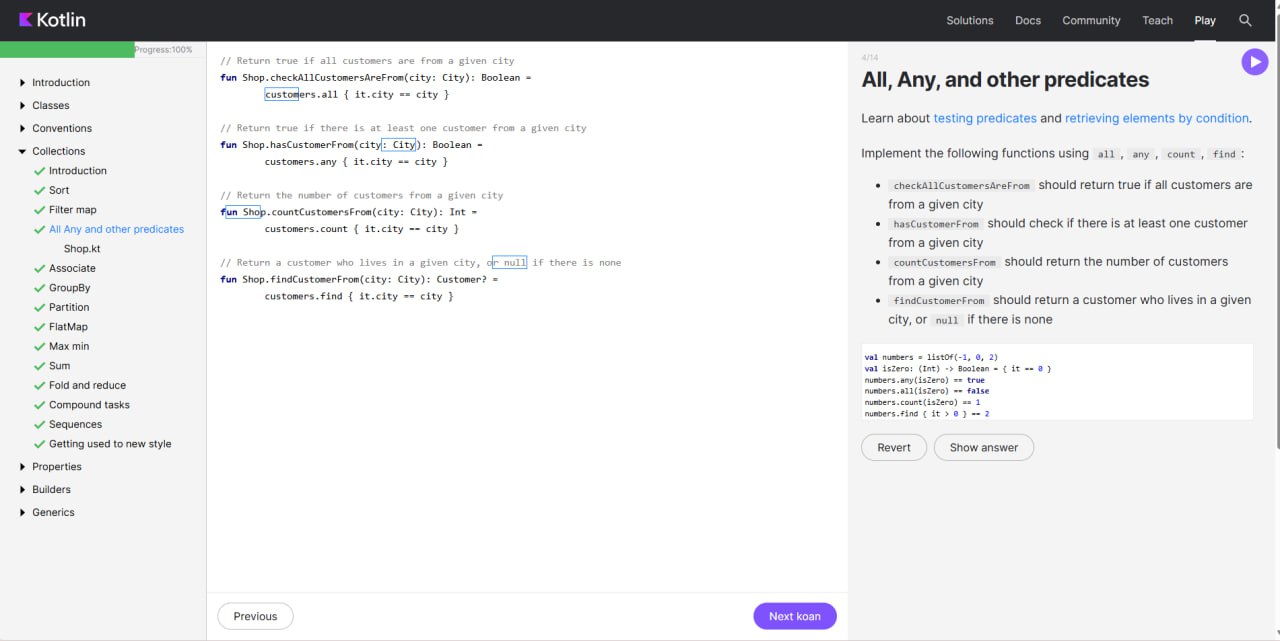 Kotlin
Solutions Docs Community Teach Play
Progress:100%
Introduction
Classes
Conventions
Collections
Introduction
Sort
Filter map
All Any and other predicates
Shop.kt
Associate
GroupBy
Partition
FlatMap
Max min
Sum
Fold and reduce
Compound tasks
Sequences
Getting used to new style
Properties
Builders
Generics
// Return true if all customers are from a given city
fun Shop.checkAllCustomersAreFrom(city: City): Boolean =
customers.all { it.city == city }
// Return true if there is at least one customer from a given city
fun Shop.hasCustomerFrom(city: City): Boolean =
customers.any { it.city == city }
// Return the number of customers from a given city
fun Shop.countCustomersFrom(city: City): Int =
customers.count { it.city == city }
// Return a customer who lives in a given city, or null if there is none
fun Shop.findCustomerFrom(city: City): Customer? =
customers.find { it.city == city }
Previous
Next koan
4/14
All, Any, and other predicates
Learn about testing predicates and retrieving elements by condition.
Implement the following functions using all , any , count , find :
• checkAllCustomersAreFrom should return true if all customers are
from a given city
• hasCustomerFrom should check if there is at least one customer
from a given city
• countCustomersFrom should return the number of customers
from a given city
• findCustomerFrom should return a customer who lives in a given
city, or null if there is none
val numbers = listOf(-1, 0, 2)
val isZero: (Int) -> Boolean = { it == 0 }
numbers.any(isZero) == true
numbers.all(isZero) == false
numbers.count(isZero) == 1
numbers.find { it > 0 } == 2
Revert
Show answer